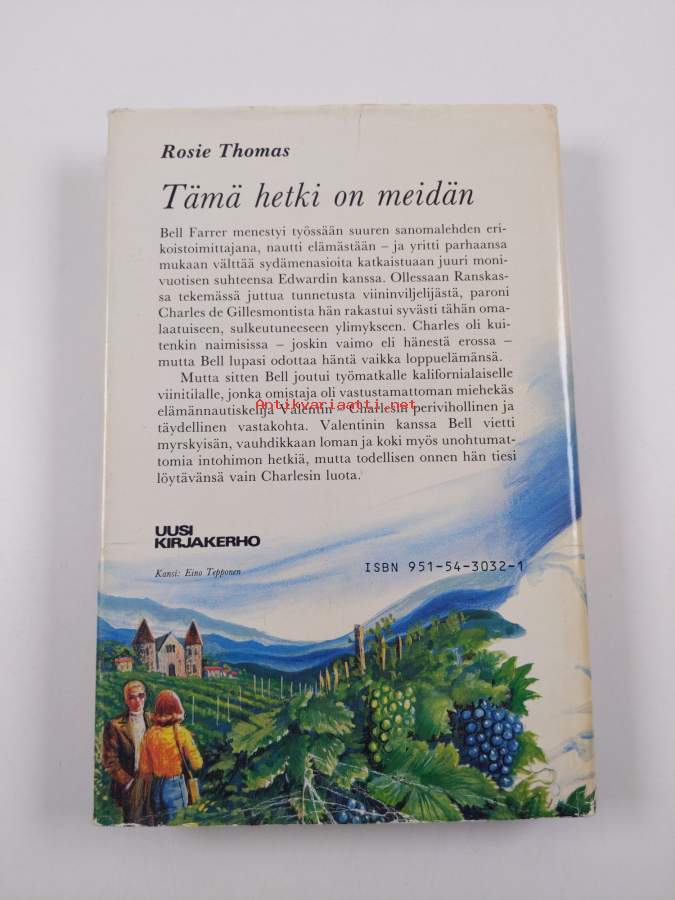 Rosie Thomas
Tämä hetki on meidän
Bell Farrer menestyi työssään suuren sanomalehden eri-
koistoimittajana, nautti elämästään – ja yritti parhaansa
mukaan välttää sydämenasioita katkaistuaan juuri moni-
vuotisen suhteensa Edwardin kanssa. Ollessaan Ranskas-
sa tekemässä juttua tunnetusta viininviljelijästä, paroni
Charles de Gillesmontista hän rakastui syvästi tähän oma-
laatuiseen, sulkeutuneeseen ylimykseen. Charles oli kui-
tenkin naimisissa – joskin vaimo eli hänestä erossa –
mutta Bell lupasi odottaa häntä vaikka loppuelämänsä.
Mutta sitten Bell joutui työmatkalle kalifornialaiselle
viinitilalle, jonka omistaja oli vastustamattoman miehekäs
Antikvariaatti.net
elämännautiskelija Valentin – Charlesin perivihollinen ja
täydellinen vastakohta. Valentinin kanssa Bell vietti
myrskyisän, vauhdikkaan loman ja koki myös unohtumat-
tomia intohimon hetkiä, mutta todellisen onnen hän tiesi
löytävänsä vain Charlesin luota.
UUSI
KIRJAKERHO
Kansi: Eino Tepponen
ISBN 951-54-3032-1